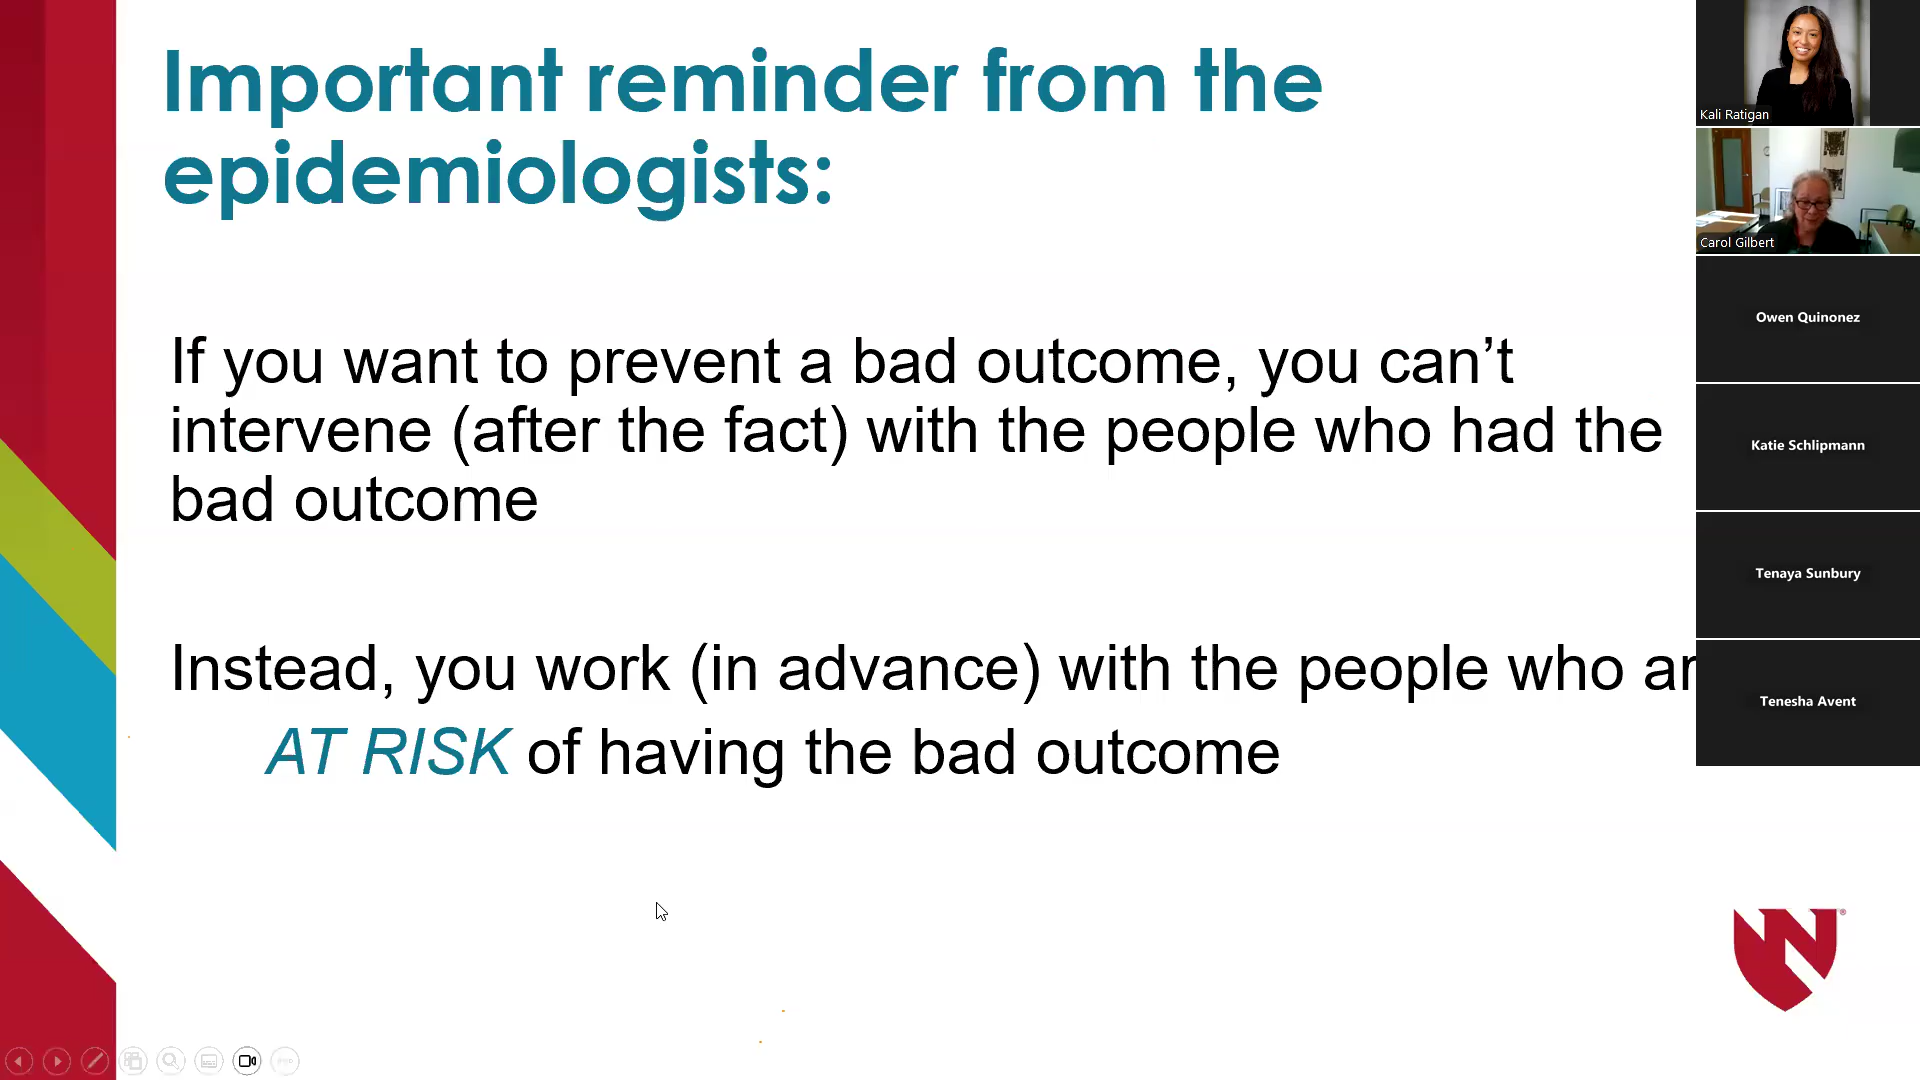 Important reminder from the
epidemiologists:
If you want to prevent a bad outcome, you can’t
intervene (after the fact) with the people who had the
bad outcome
Instead, you work (in advance) with the people who
AT RISK of having the bad outcome
Kali Ratigan
Carol Gilbert
Owen Quinonez
Katie Schlipmann
Tenaya Sunbury
Tenesha Avent